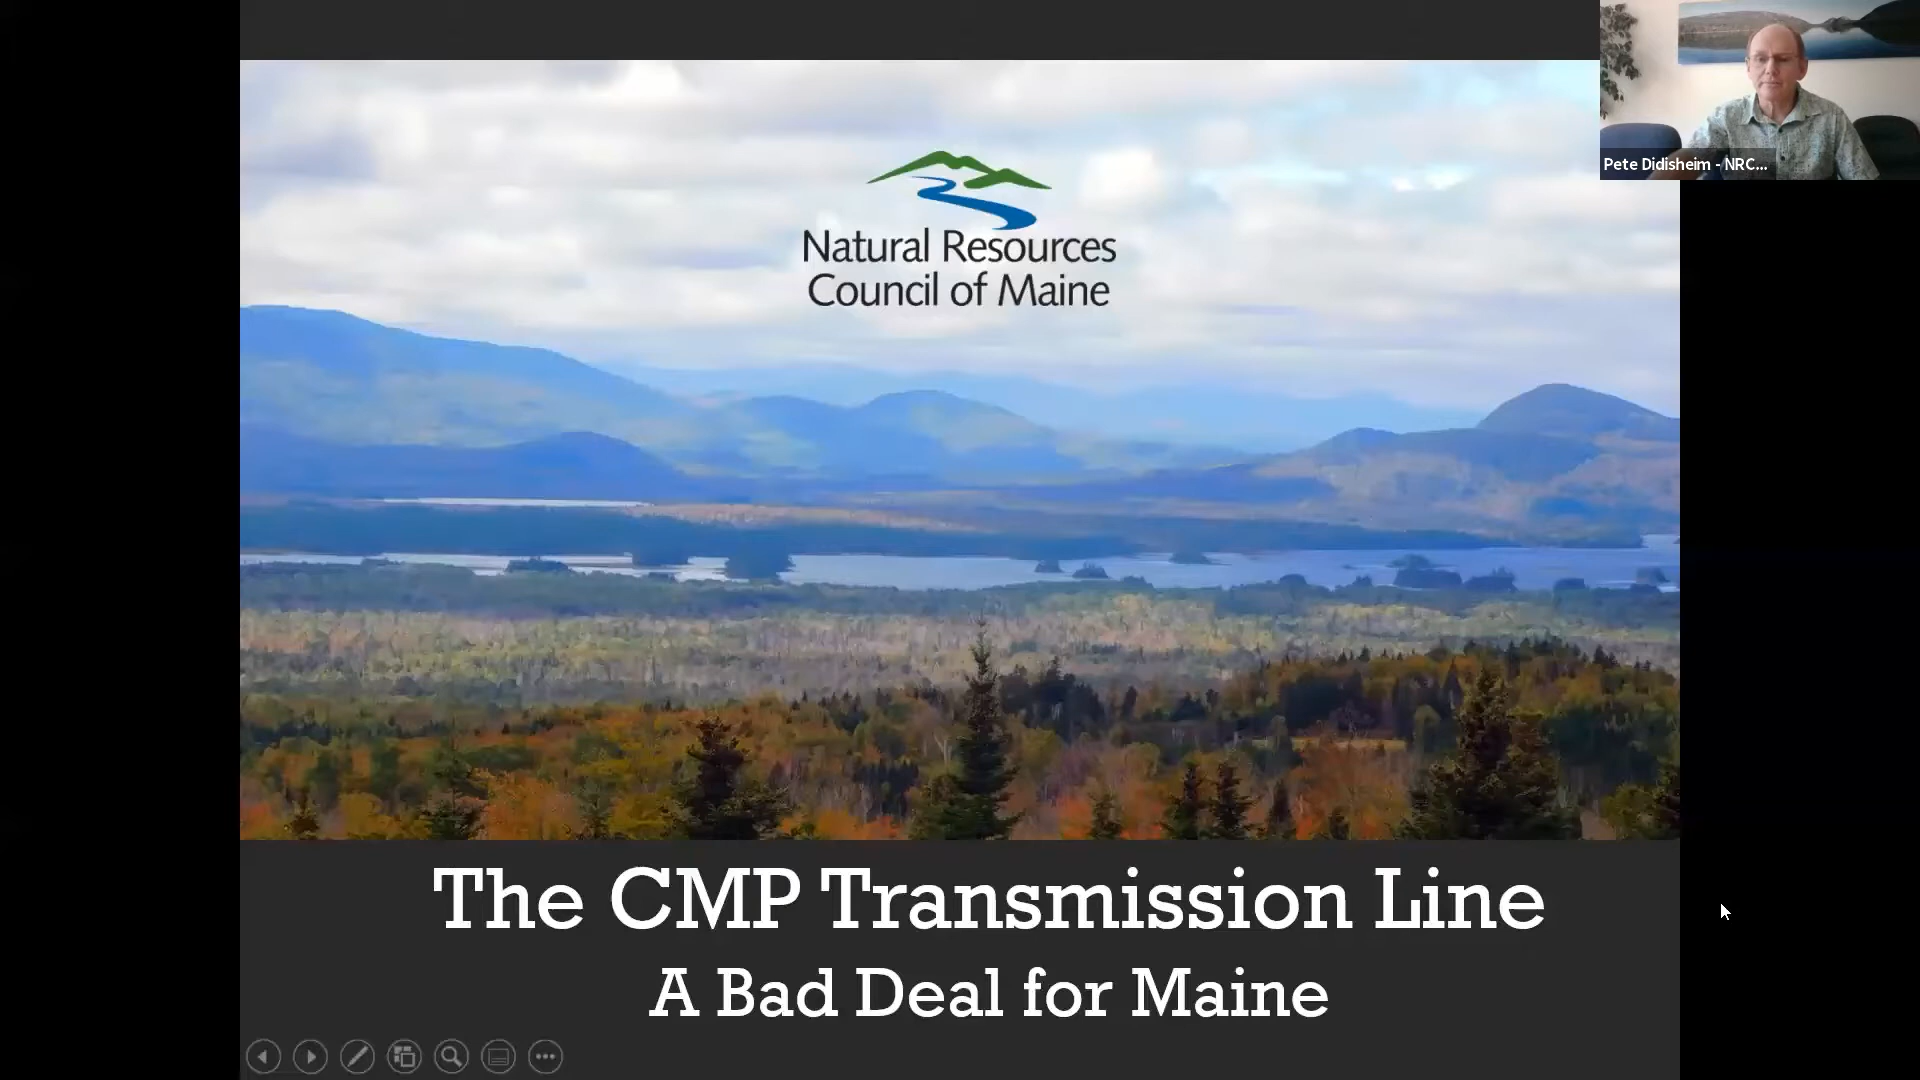 Natural Resources
Council of Maine
Pete Didisheim - NRC...
The CMP Transmission Line
A Bad Deal for Maine